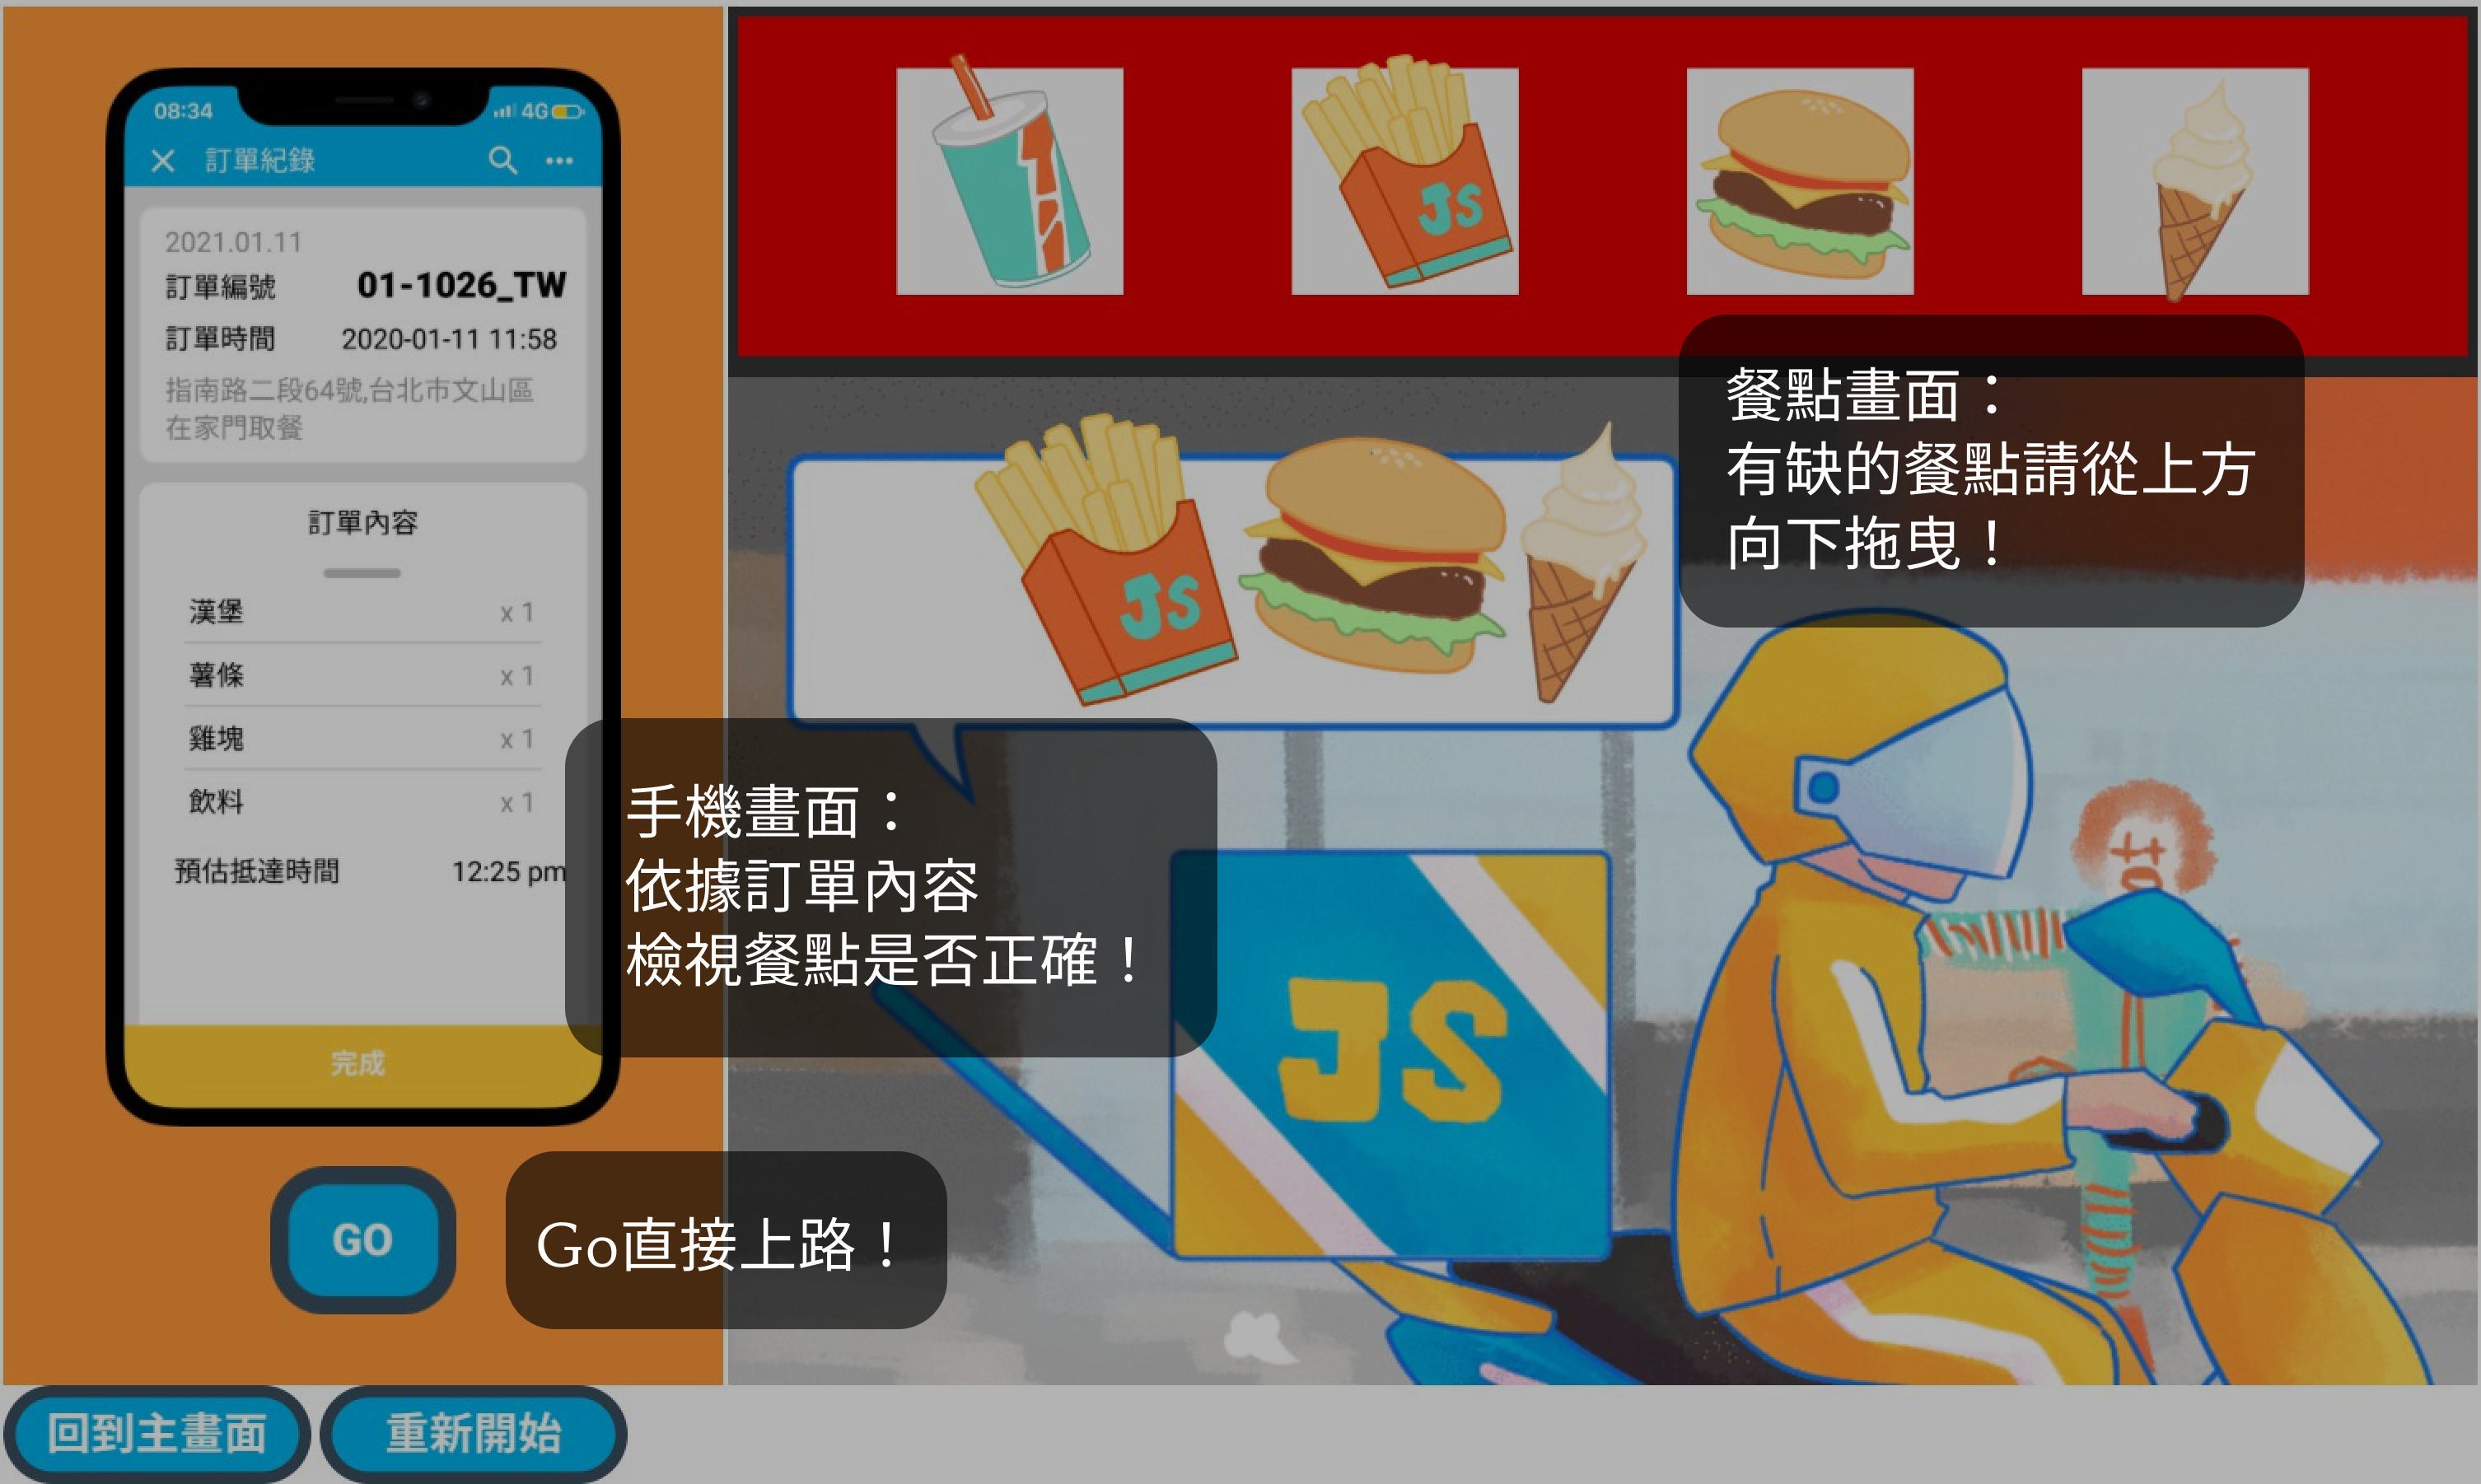 08:34
4G
訂單紀錄
2021.01.11
訂單編號 01-1026_TW
訂單時間 2020-01-11 11:58
指南路二段64號,台北市文山區
在家門取餐
訂單內容
漢堡 x 1
薯條 x 1
雞塊 x 1
飲料 x 1
預估抵達時間 12:25 pm
完成
GO
回到主畫面
重新開始
JS
JS
餐點畫面：
有缺的餐點請從上方
向下拖曳！
手機畫面：
依據訂單內容
檢視餐點是否正確！
JS
Go直接上路！